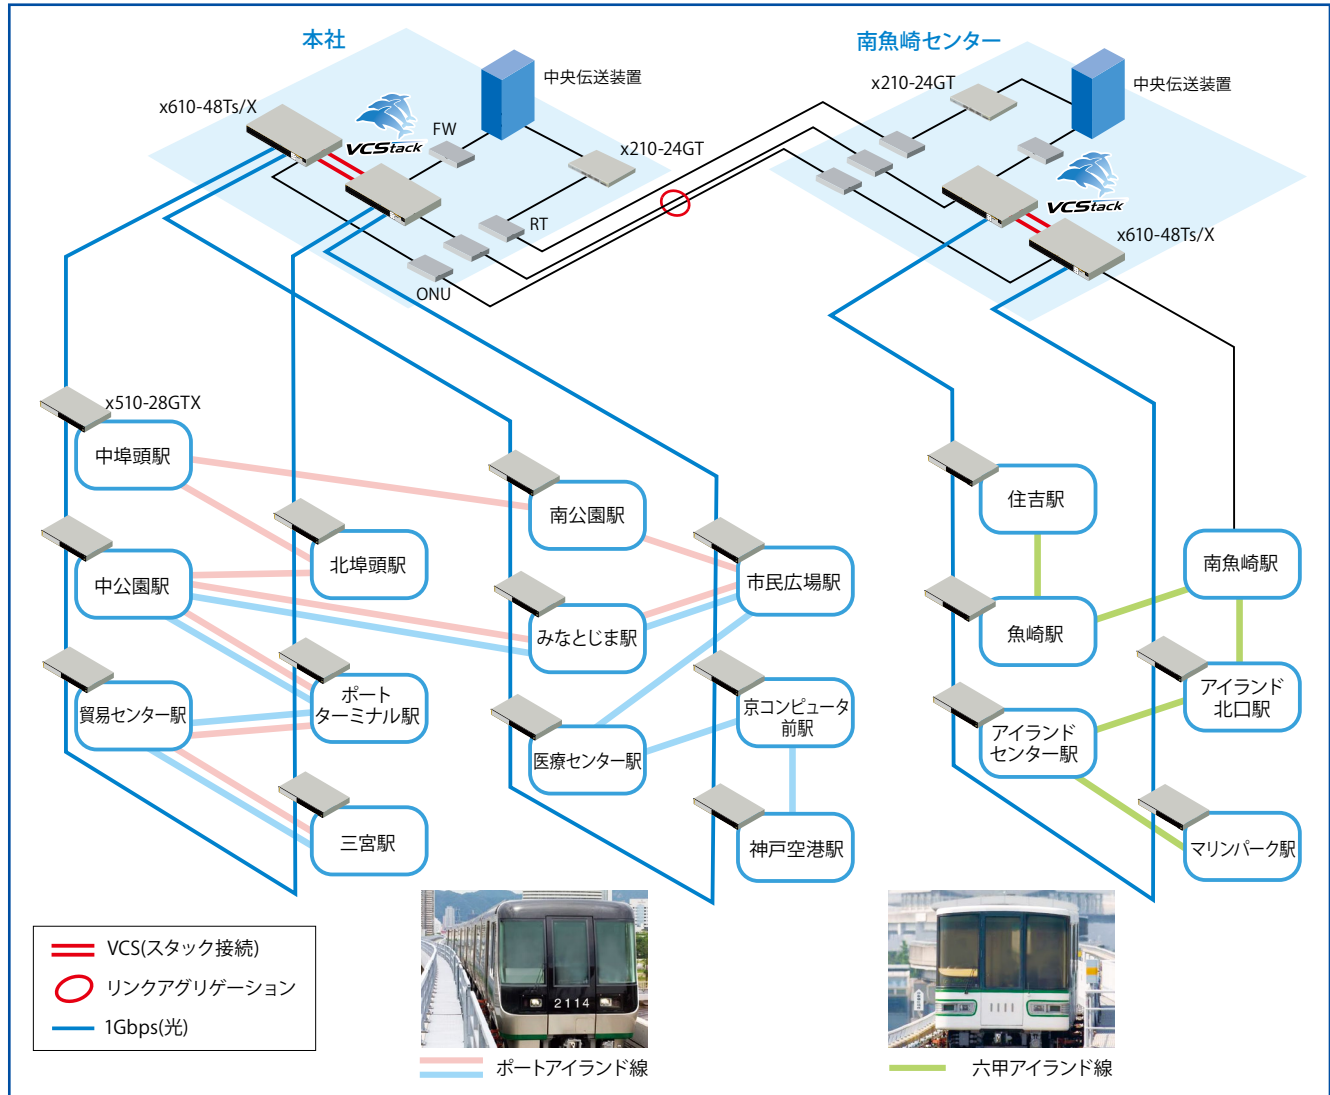 本社
南魚崎センター
中央伝送装置
x610-48Ts/X
VCStack
FW
x210-24GT
RT
ONU
x210-24GT
中央伝送装置
VCStack
x610-48Ts/X
x510-28GTX
中埠頭駅
北埠頭駅
中公園駅
ポート
ターミナル駅
貿易センター駅
三宮駅
南公園駅
市民広場駅
みなとじま駅
京コンピュータ
前駅
医療センター駅
神戸空港駅
住吉駅
南魚崎駅
魚崎駅
アイランド
北口駅
アイランド
センター駅
マリンパーク駅
VCS(スタック接続)
リンクアグリゲーション
1Gbps(光)
2114
ポートアイランド線
六甲アイランド線